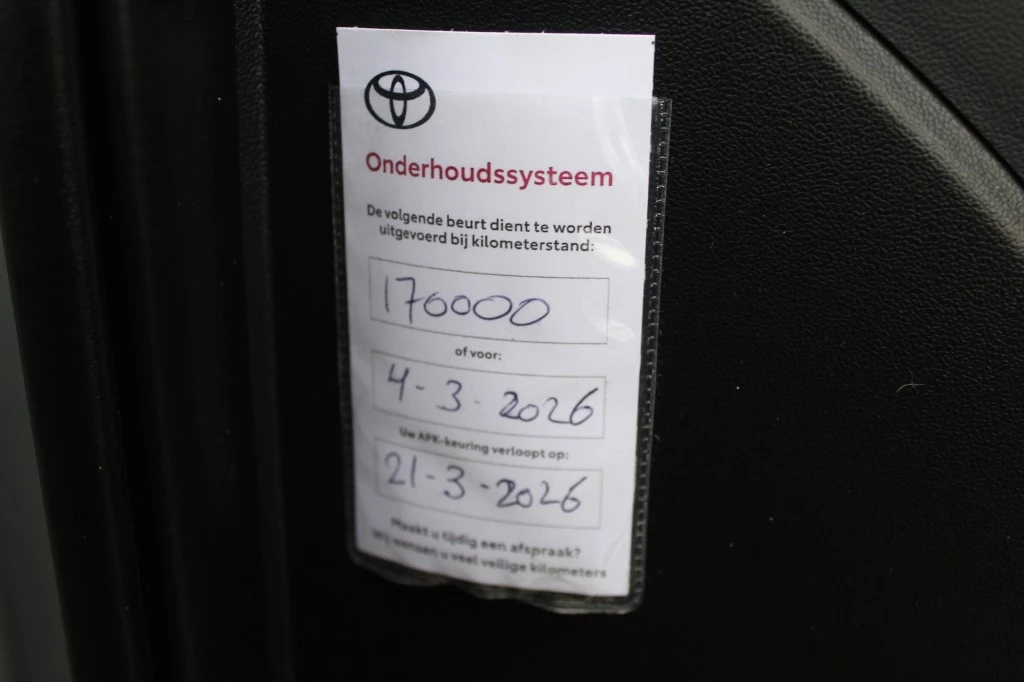 Onderhoudssysteem
De volgende beurt dient te worden
uitgevoerd bij kilometerstand:
170000
of voor:
4-3-2026
Uw APK-keuring verloopt op:
21-3-2026
Maakt u tijdig een afspraak?
Wij wensen u veel veilige kilometers